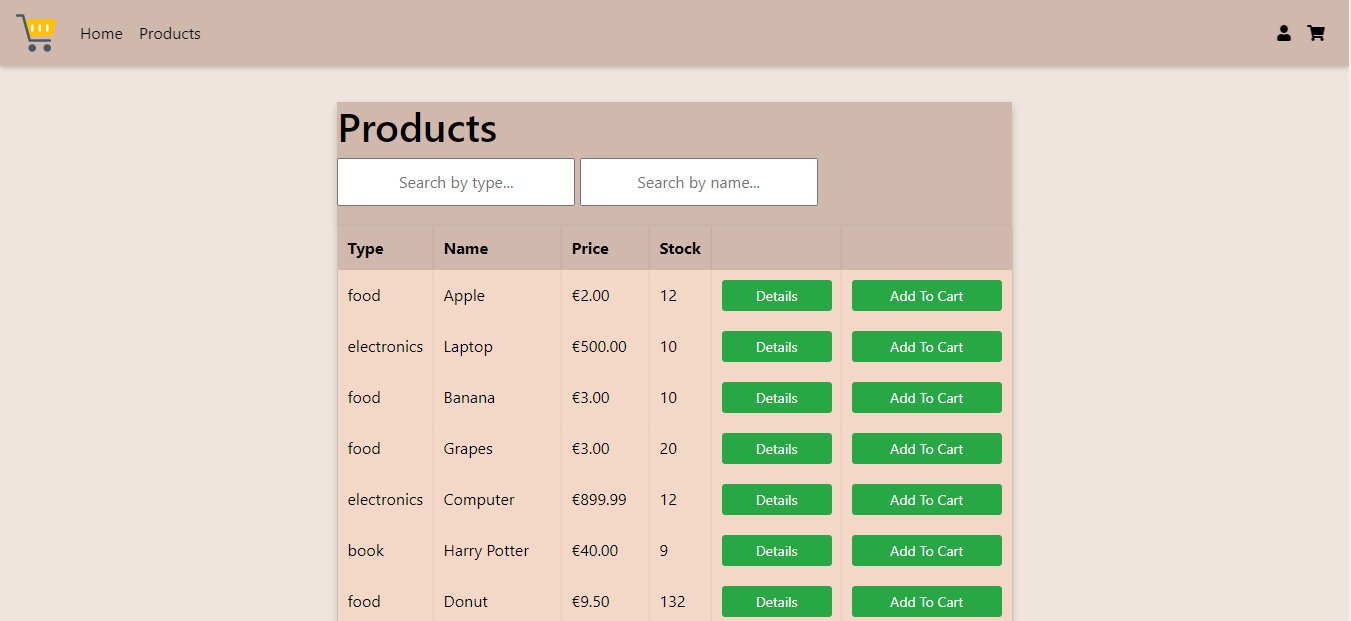 Home Products
Products
Search by type... Search by name...
Type Name Price Stock
food Apple €2.00 12 Details Add To Cart
electronics Laptop €500.00 10 Details Add To Cart
food Banana €3.00 10 Details Add To Cart
food Grapes €3.00 20 Details Add To Cart
electronics Computer €899.99 12 Details Add To Cart
book Harry Potter €40.00 9 Details Add To Cart
food Donut €9.50 132 Details Add To Cart